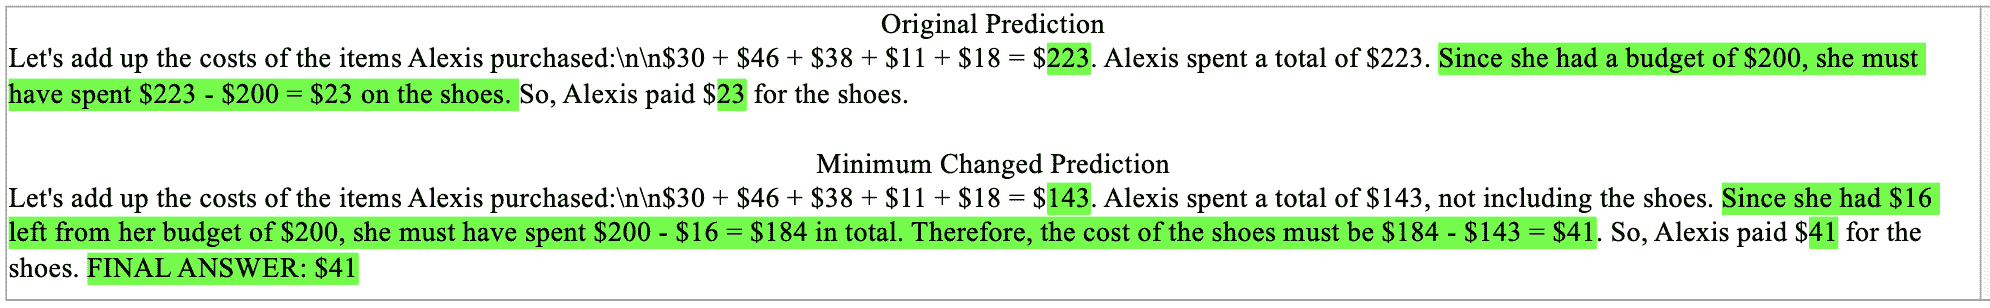 Original Prediction
Let's add up the costs of the items Alexis purchased:\n\n$30 + $46 + $38 + $11 + $18 = $223. Alexis spent a total of $223. Since she had a budget of $200, she must
have spent $223 - $200 = $23 on the shoes. So, Alexis paid $23 for the shoes.
Minimum Changed Prediction
Let's add up the costs of the items Alexis purchased:\n\n$30 + $46 + $38 + $11 + $18 = $143. Alexis spent a total of $143, not including the shoes. Since she had $16
left from her budget of $200, she must have spent $200 - $16 = $184 in total. Therefore, the cost of the shoes must be $184 - $143 = $41. So, Alexis paid $41 for the
shoes. FINAL ANSWER: $41